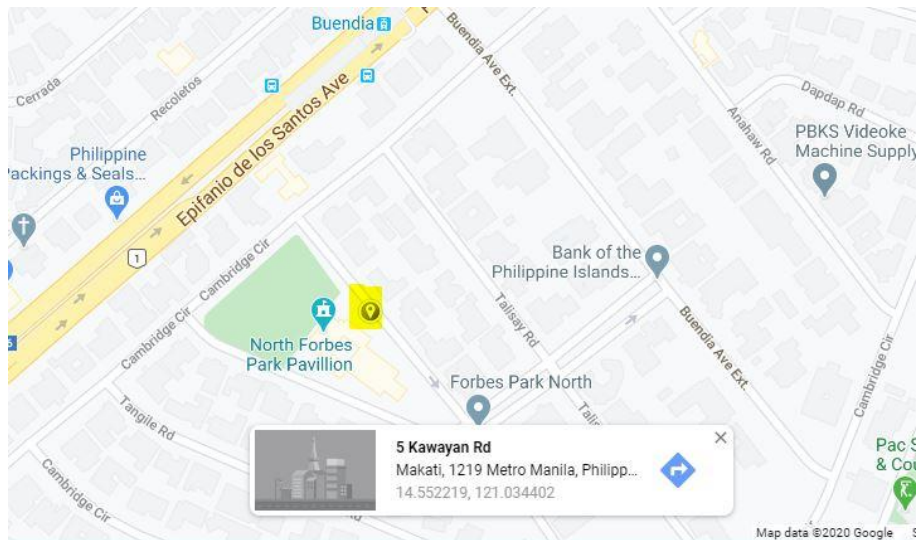 Buendia
Buendia Ave Ext.
Cerrada
Recoletos
Epifanio de los Santos Ave
Dapdap Rd
Anahaw Rd
PBKS Videoke
Machine Supply
Philippine
Packings & Seals...
1
Cambridge Cir
Cambridge Cir
Talisay Rd
Bank of the
Philippine Islands...
North Forbes
Park Pavillion
Buendia Ave Ext.
Cambridge Cir
Forbes Park North
Tangile Rd
Cambridge Cir
5 Kawayan Rd
Makati, 1219 Metro Manila, Philipp...
14.552219, 121.034402
Pac S
& Cou
Rd
Map data ©2020 Google